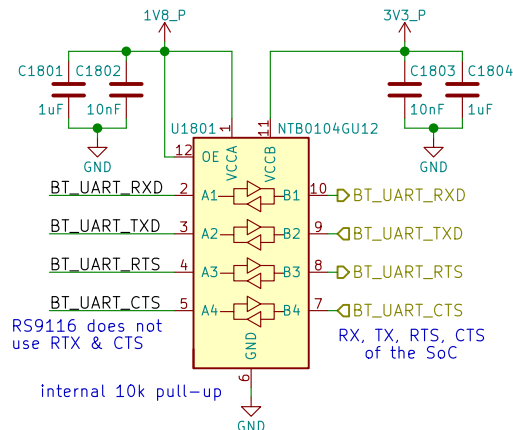 1V8_P
3V3_P
C1801
C1802
C1803
C1804
1uF
10nF
10nF
1uF
GND
GND
U1801
NTB0104GU12
1
11
VCCA
VCCB
12
OE
BT_UART_RXD
2
A1
B1
10
BT_UART_RXD
BT_UART_TXD
3
A2
B2
9
BT_UART_TXD
BT_UART_RTS
4
A3
B3
8
BT_UART_RTS
BT_UART_CTS
5
A4
B4
7
BT_UART_CTS
RS9116 does not
use RTX & CTS
RX, TX, RTS, CTS
of the SoC
GND
6
internal 10k pull-up
GND